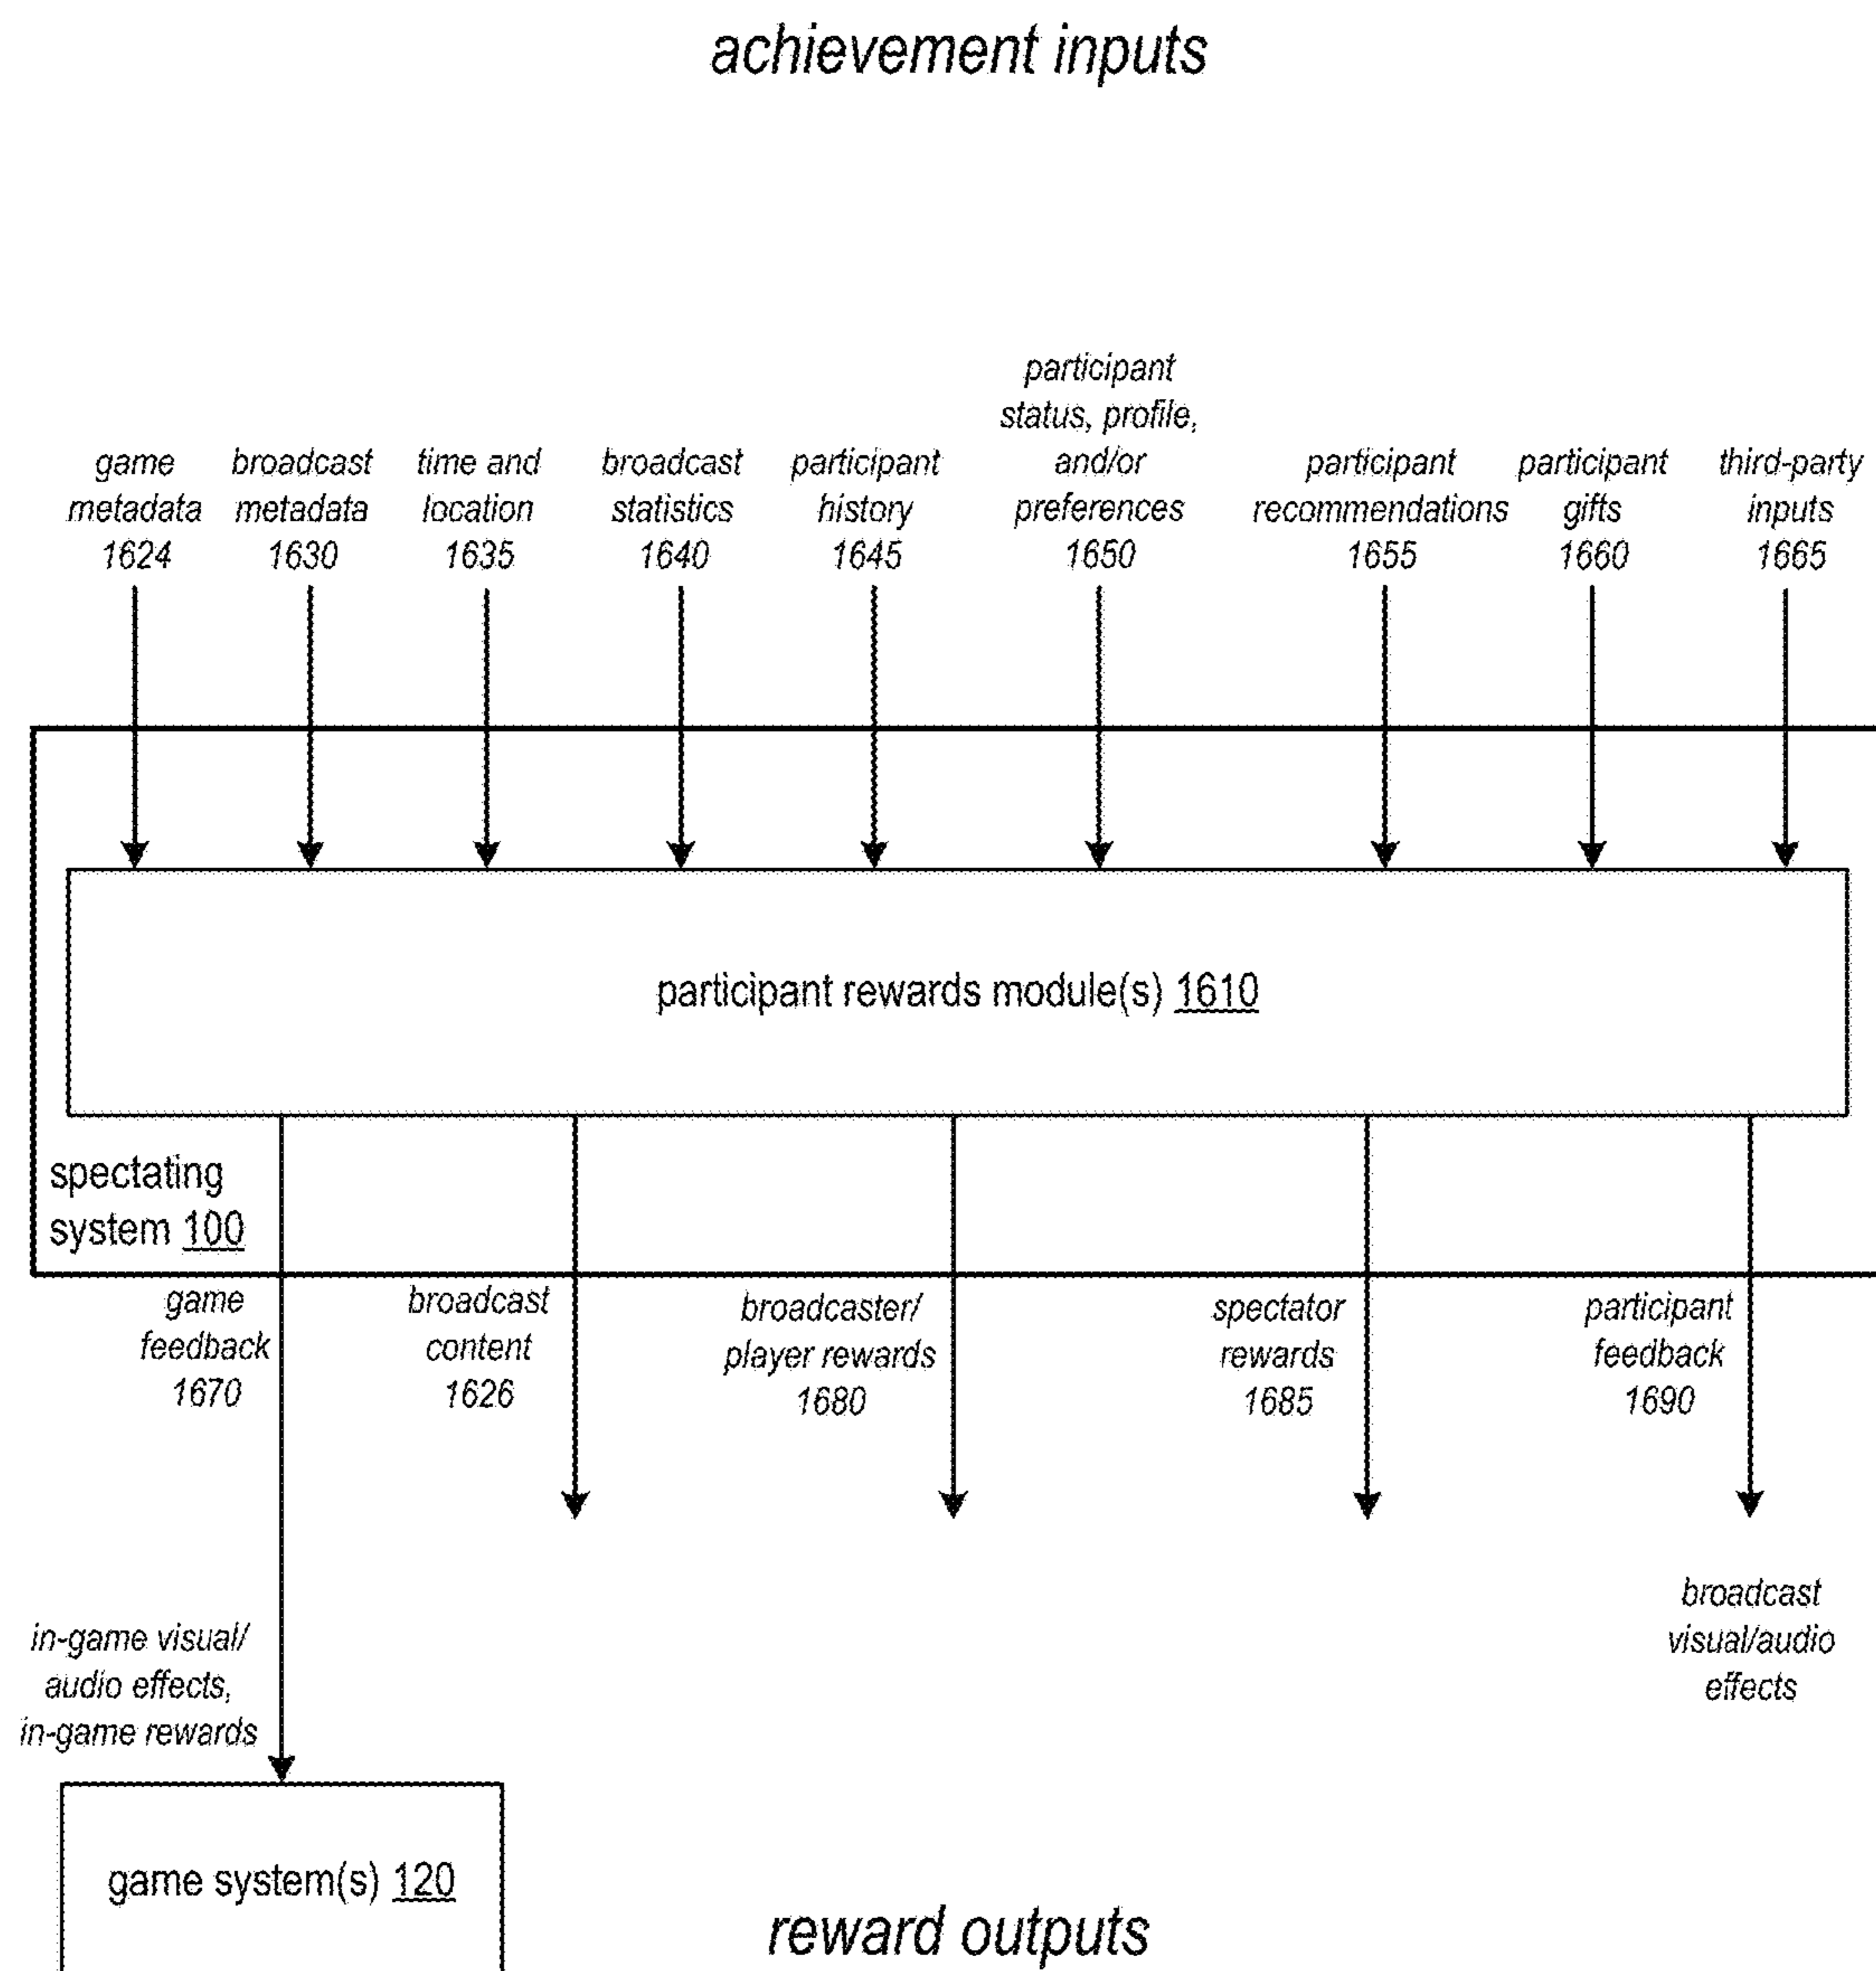 achievement inputs
game
metadata
1624
broadcast
metadata
1630
time and
location
1635
broadcast
statistics
1640
participant
history
1645
participant
status, profile,
and/or
preferences
1650
participant
recommendations
1655
participant
gifts
1660
third-party
inputs
1665
participant rewards module(s) 1610
spectating
system 100
game
feedback
1670
broadcast
content
1626
broadcaster/
player rewards
1680
spectator
rewards
1685
participant
feedback
1690
in-game visual/
audio effects,
in-game rewards
broadcast
visual/audio
effects
game system(s) 120
reward outputs